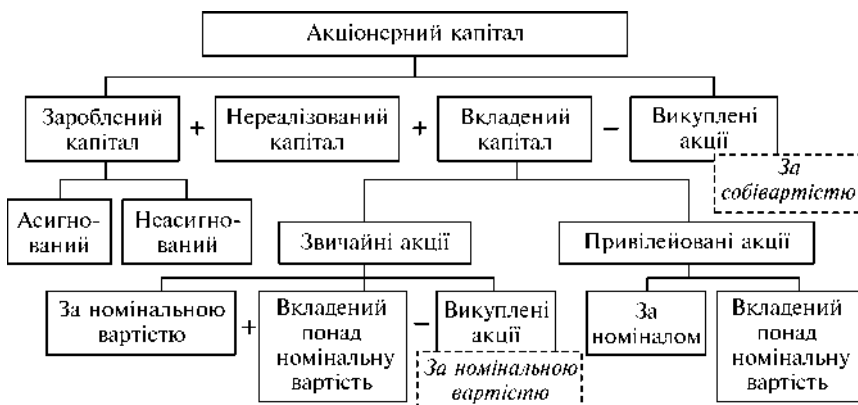 Акціонерний капітал
Зароблений капітал
+
Нереалізований капітал
+
Вкладений капітал
−
Викуплені акції
За собівартістю
Асигно-
ваний
Неасигно-
ваний
Звичайні акції
Привілейовані акції
За номінальною
вартістю
+
Вкладений
понад
номінальну
вартість
−
Викуплені
акції
За номінальною
вартістю
За
номіналом
Вкладений
понад
номінальну
вартість